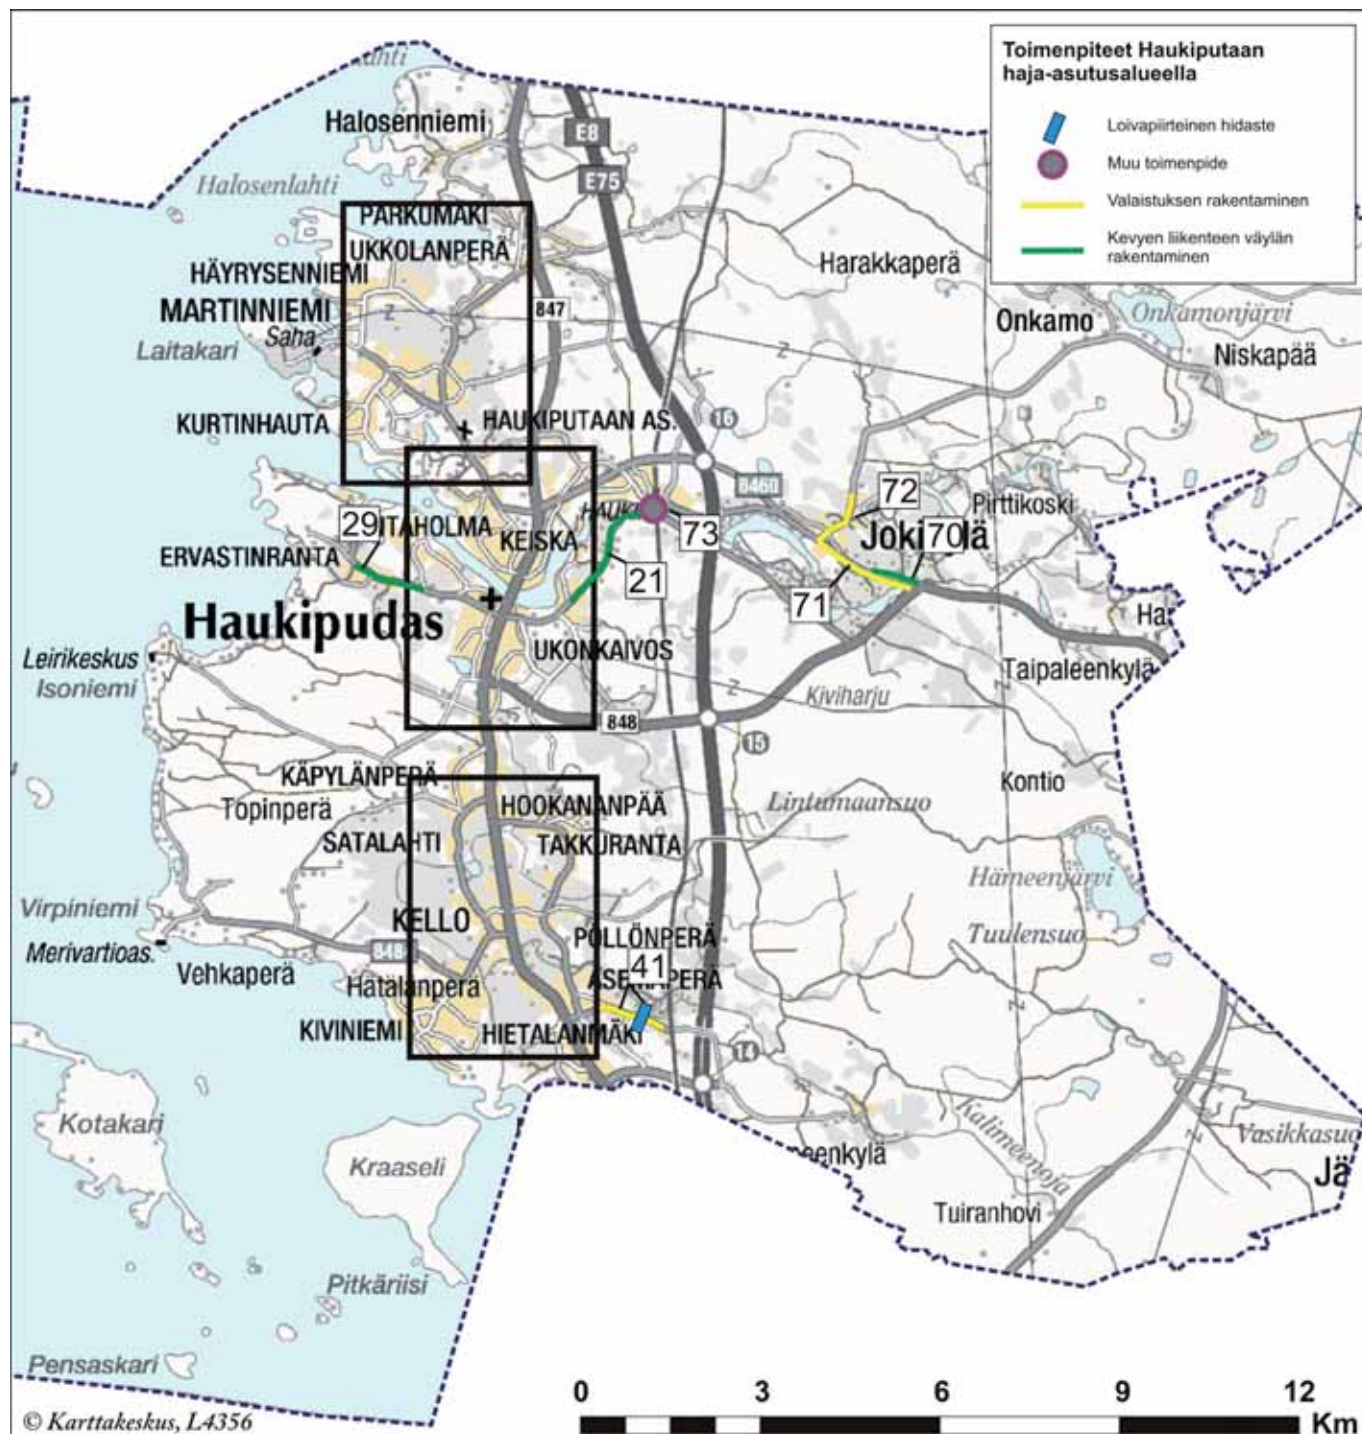 Toimenpiteet Haukiputaan
haja-asutusalueella
Loivapiirteinen hidaste
Muu toimenpide
Valaistuksen rakentaminen
Kevyen liikenteen väylän
rakentaminen
Halosenniemi
E8
E75
Halosenlahti
PARKUMÄKI
UKKOLANPERÄ
HÄYRYSENNIEMI
MARTINNIEMI
Saha
Laitakari
847
Harakkaperä
Onkamo
Onkamonjärvi
Niskapää
KURTINHAUTA
HAUKIPUTAAN AS.
16
8460
72
Pirttikoski
29
ITAHOLMA
KEISKA
73
70
ERVASTINRANTA
21
71
Haukipudas
UKONKAIVOS
Taipaleenkylä
Leirikeskus
Isoniemi
Kiviharju
848
15
KÄPYLÄNPERÄ
Topinperä
HOOKANANPÄÄ
Lintumaansuo
Kontio
SATALAHTI
TAKKURANTA
Hämeenjärvi
Virpiniemi
KELLO
Tuulensuo
Merivartioas.
848
PÖLLÖNPERÄ
Vehkaperä
41
ASEMAPERÄ
Hätälänperä
KIVINIEMI
HIETALANMÄKI
14
Kotakari
Kraaseli
Kalimeenoja
Vasikkasuo
eenkylä
Jä
Tuiranhovi
Pitkäriisi
Pensaskari
0 3 6 9 12
Km
© Karttakeskus, L4356